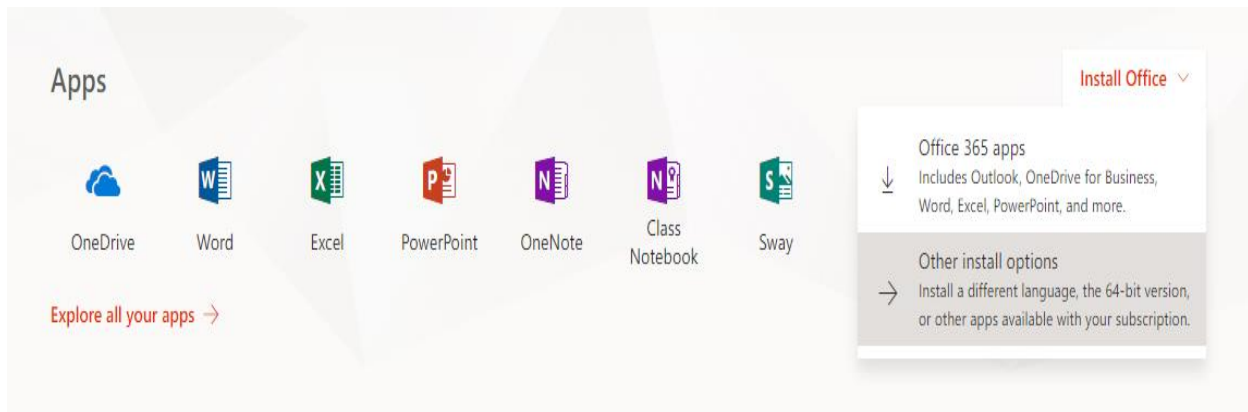 Apps
Install Office
OneDrive
Word
Excel
PowerPoint
OneNote
Class
Notebook
Sway
Explore all your apps →
Office 365 apps
Includes Outlook, OneDrive for Business,
Word, Excel, PowerPoint, and more.
Other install options
Install a different language, the 64-bit version,
or other apps available with your subscription.